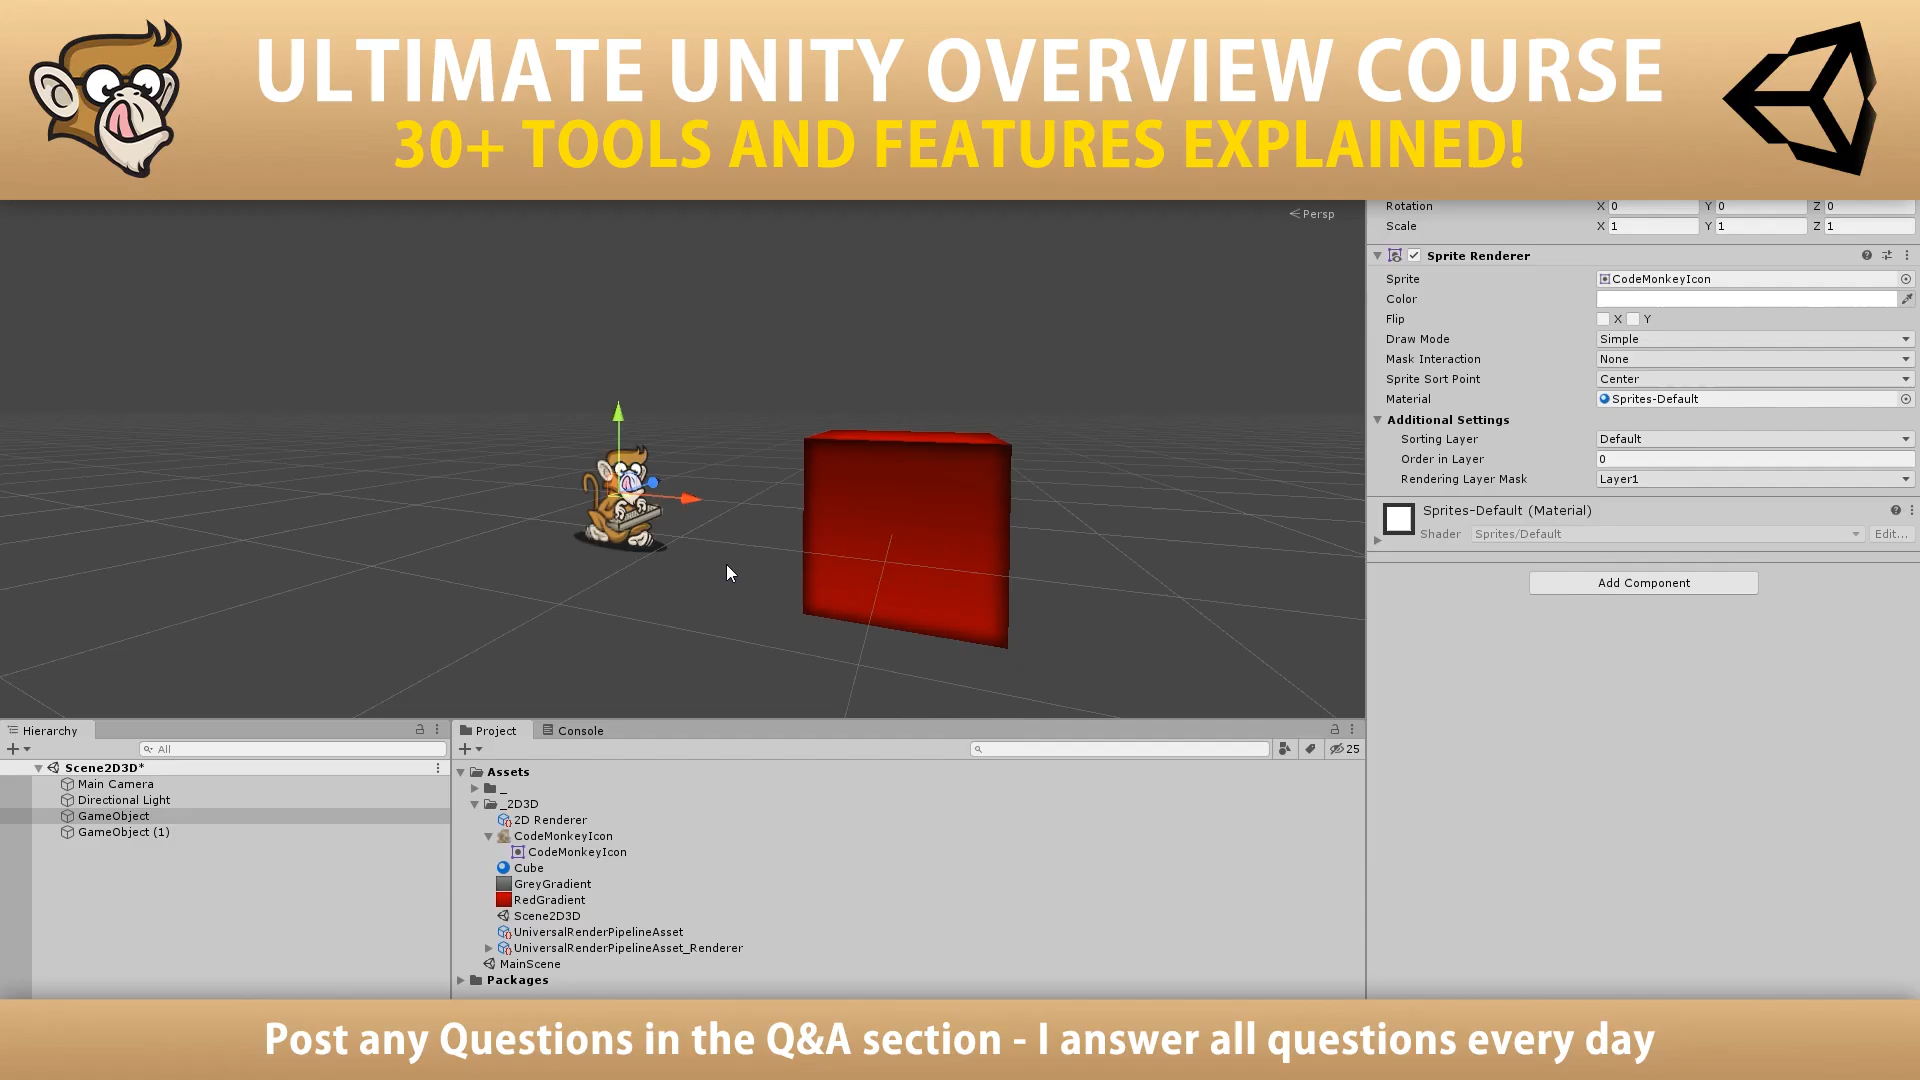 ULTIMATE UNITY OVERVIEW COURSE
30+ TOOLS AND FEATURES EXPLAINED!
Persp
Rotation X 0 Y 0 Z 0
Scale X 1 Y 1 Z 1
Sprite Renderer
Sprite CodeMonkeyIcon
Color
Flip X Y
Draw Mode Simple
Mask Interaction None
Sprite Sort Point Center
Material Sprites-Default
Additional Settings
Sorting Layer Default
Order in Layer 0
Rendering Layer Mask Layer1
Sprites-Default (Material)
Shader Sprites/Default Edit...
Add Component
Hierarchy
All
Scene2D3D*
Main Camera
Directional Light
GameObject
GameObject (1)
Project Console
25
Assets
_
_2D3D
2D Renderer
CodeMonkeyIcon
CodeMonkeyIcon
Cube
GreyGradient
RedGradient
Scene2D3D
UniversalRenderPipelineAsset
UniversalRenderPipelineAsset_Renderer
MainScene
Packages
Post any Questions in the Q&A section - I answer all questions every day